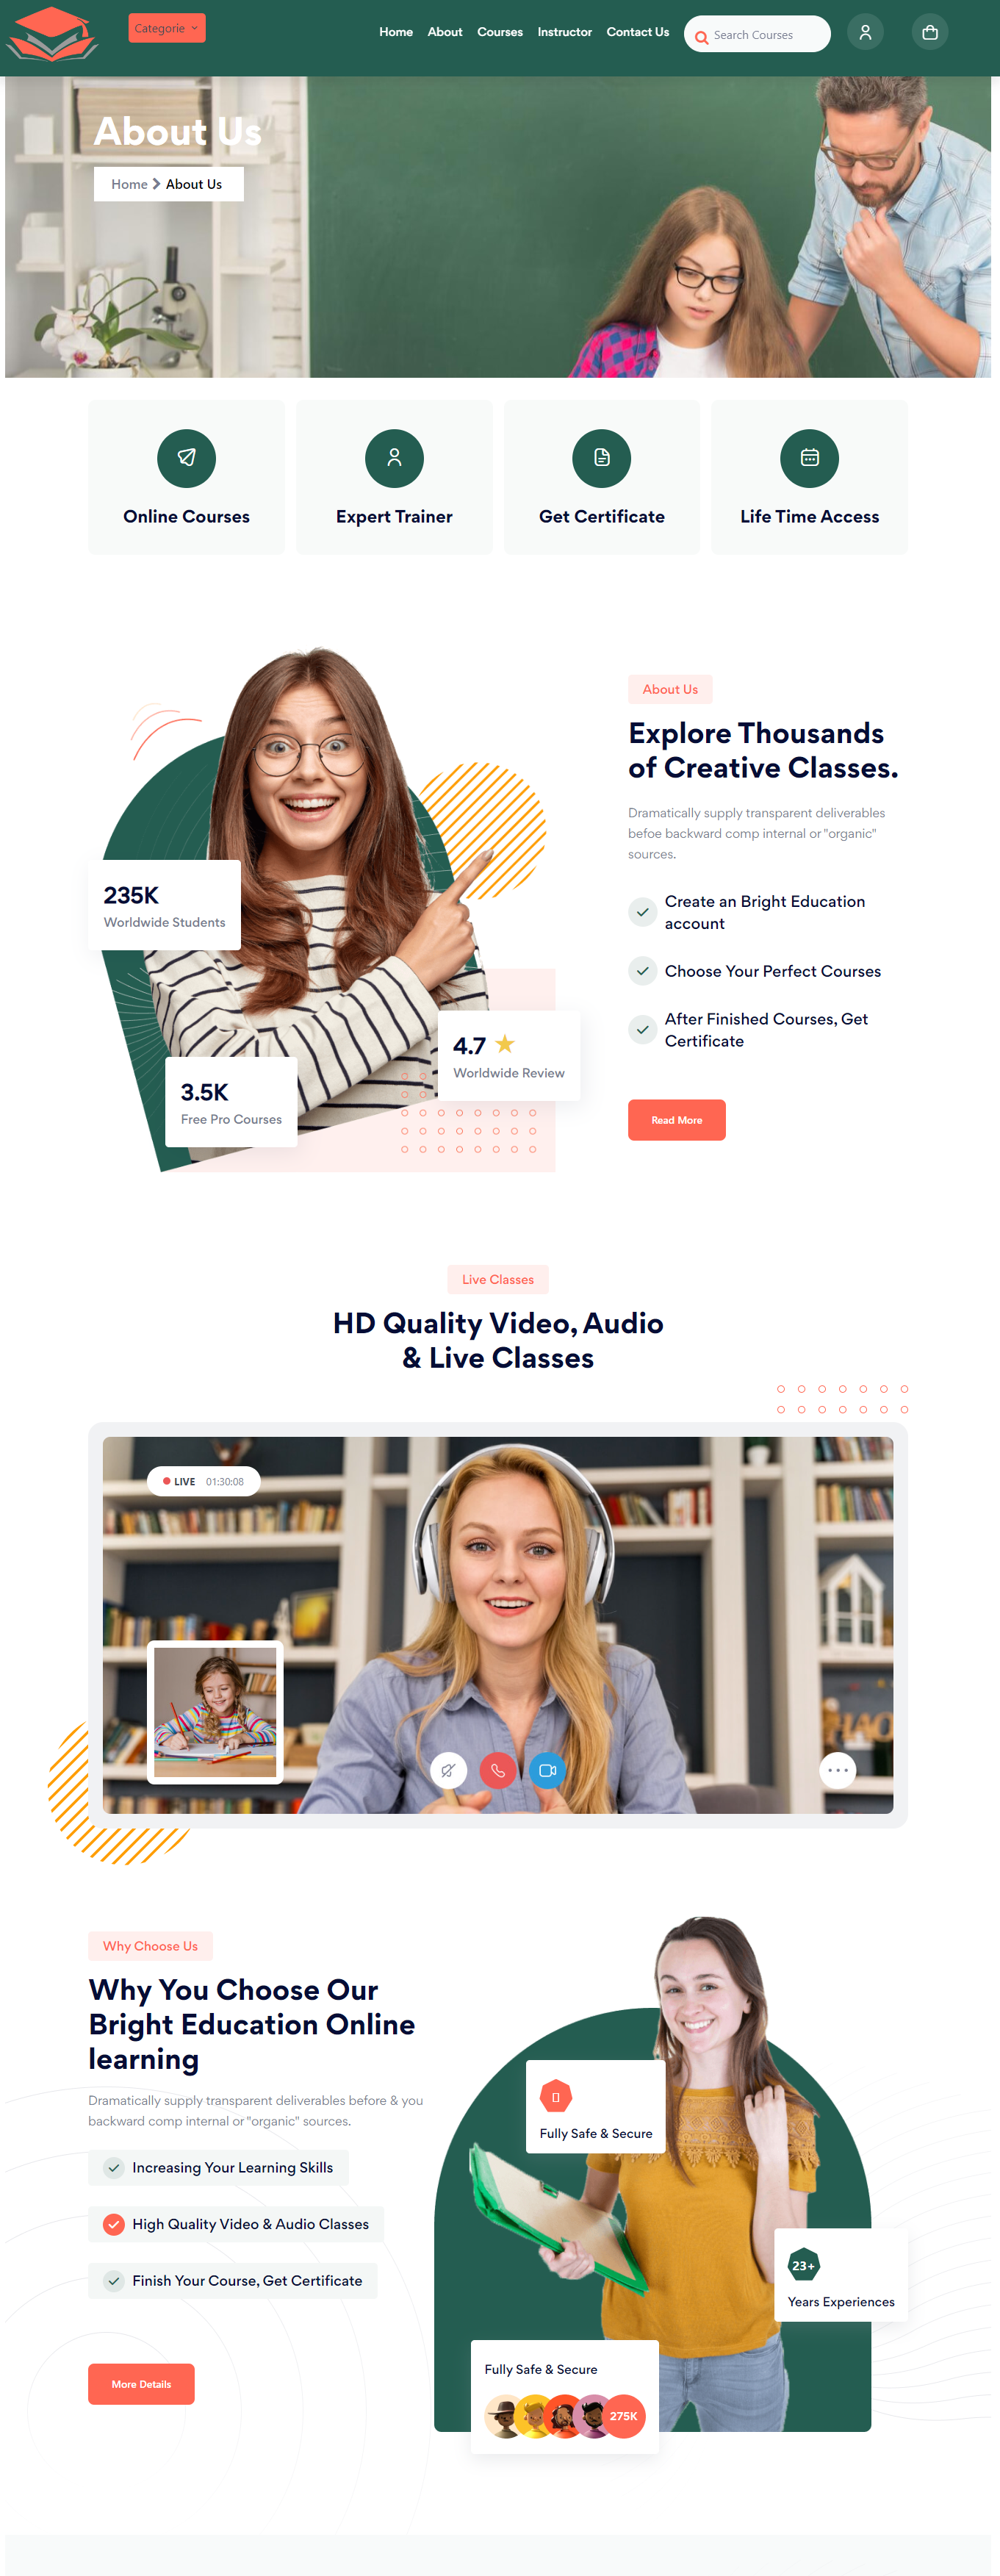 Categorie
Home About Courses Instructor Contact Us
Search Courses
About Us
Home About Us
Online Courses
Expert Trainer
Get Certificate
Life Time Access
About Us
Explore Thousands
of Creative Classes.
Dramatically supply transparent deliverables
befoe backward comp internal or "organic"
sources.
Create an Bright Education
account
Choose Your Perfect Courses
After Finished Courses, Get
Certificate
Read More
235K
Worldwide Students
4.7
Worldwide Review
3.5K
Free Pro Courses
Live Classes
HD Quality Video, Audio
& Live Classes
LIVE 01:30:08
Why Choose Us
Why You Choose Our
Bright Education Online
learning
Dramatically supply transparent deliverables before & you
backward comp internal or "organic" sources.
Increasing Your Learning Skills
High Quality Video & Audio Classes
Finish Your Course, Get Certificate
More Details
Fully Safe & Secure
23+
Years Experiences
Fully Safe & Secure
275K